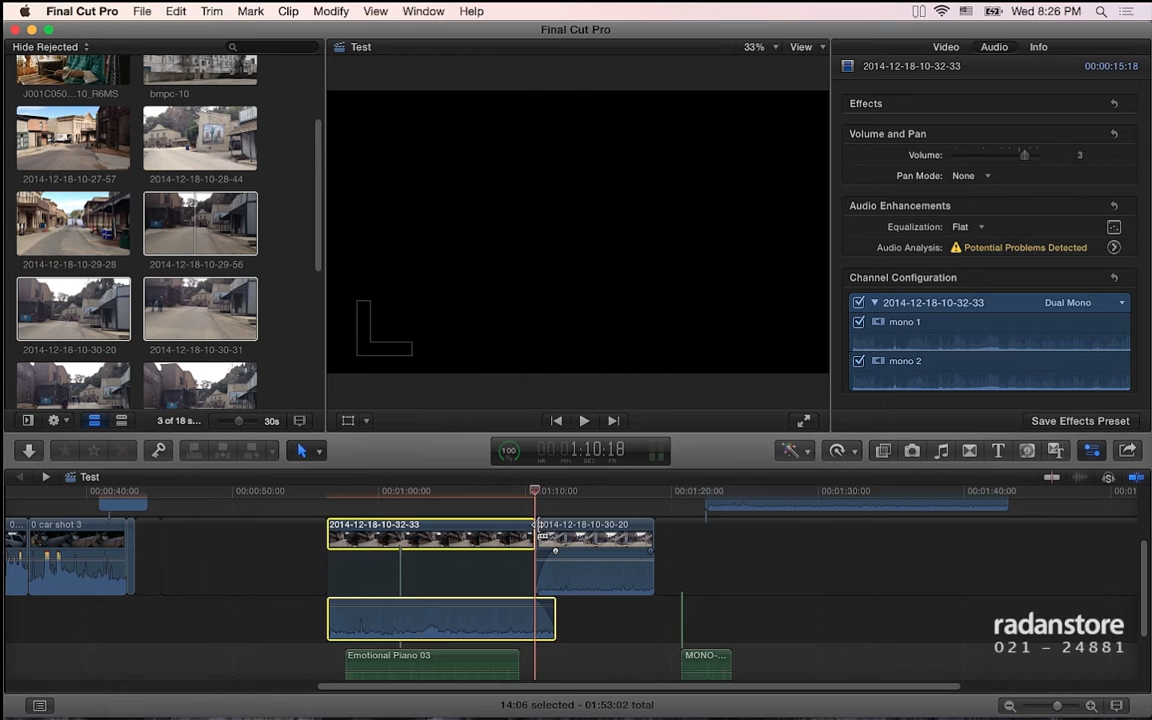 Final Cut Pro File Edit Trim Mark Clip Modify View Window Help Wed 8:26 PM
Final Cut Pro
Hide Rejected Test 33% View Video Audio Info
2014-12-18-10-32-33 00:00:15:18
J001C050...10_R6MS bmpc-10
Effects
Volume and Pan
Volume: 3
Pan Mode: None
2014-12-18-10-27-57 2014-12-18-10-28-44
Audio Enhancements
Equalization: Flat
Audio Analysis: Potential Problems Detected
2014-12-18-10-29-28 2014-12-18-10-29-56
Channel Configuration
2014-12-18-10-32-33 Dual Mono
mono 1
2014-12-18-10-30-20 2014-12-18-10-30-31
mono 2
3 of 18 s... 30s Save Effects Preset
100 1:10:18
HR MIN SEC FR
Test
00:00:40:00 00:00:50:00 00:01:00:00 00:01:10:00 00:01:20:00 00:01:30:00 00:01:40:00 00:01
0... 0 car shot 3 2014-12-18-10-32-33 2014-12-18-10-30-20
Emotional Piano 03 MONO-...
radanstore
021 – 24881
14:06 selected - 01:53:02 total